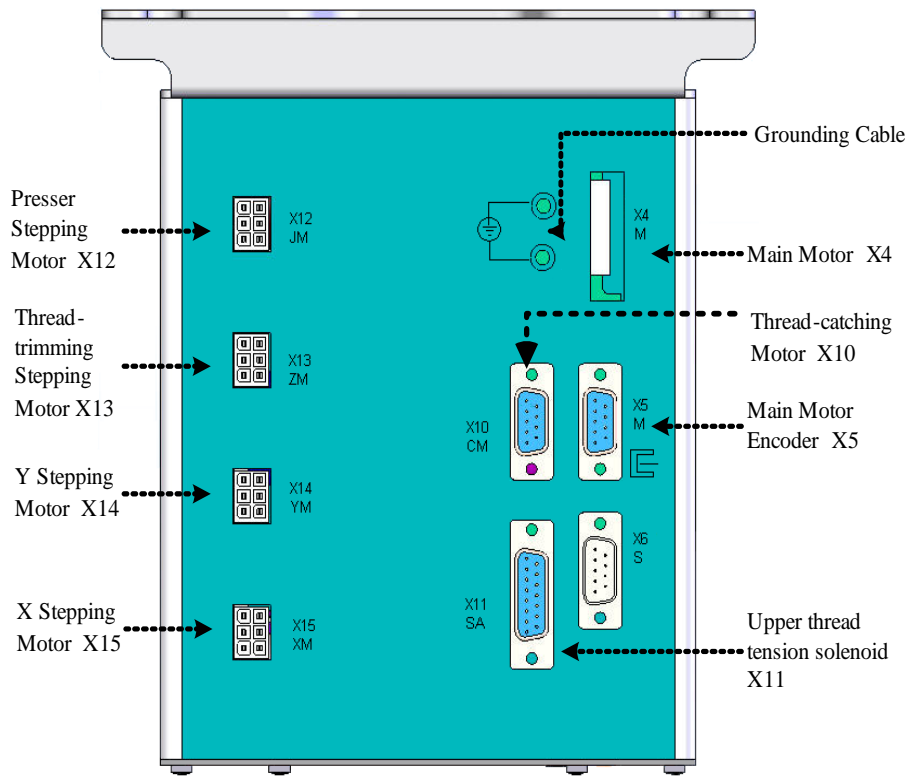 Grounding Cable
Presser
Stepping
Motor X12
X12
JM
X4
M
Main Motor X4
Thread-
trimming
Stepping
Motor X13
X13
ZM
Thread-catching
Motor X10
X10
CM
X5
M
Main Motor
Encoder X5
Y Stepping
Motor X14
X14
YM
X6
S
X Stepping
Motor X15
X15
XM
X11
SA
Upper thread
tension solenoid
X11